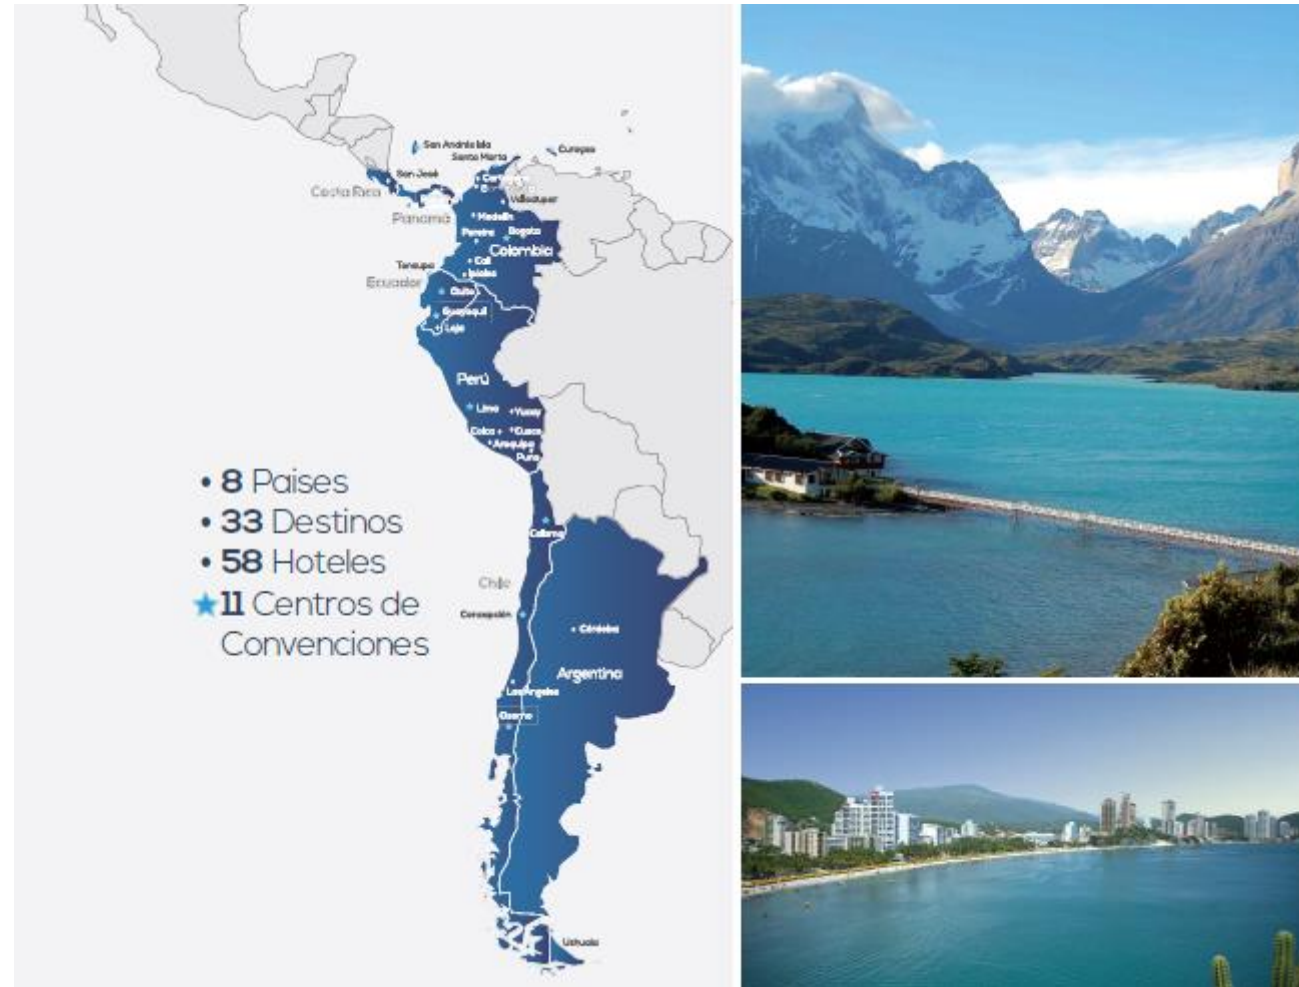 San Andrés Isla
Santa Marta
Curaçao
San José
Costa Rica
Valledupar
Panamá
Medellín
Pereira
Bogota
Colombia
Cali
Ipiales
Ecuador
Quito
Guayaquil
Loja
Perú
Lima
Yucay
Colca
Cusco
Arequipa
Puno
• 8 Paises
• 33 Destinos
• 58 Hoteles
11 Centros de
Convenciones
Calama
Chile
Concepción
Córdoba
Argentina
Los Angeles
Osorno
Ushuaia